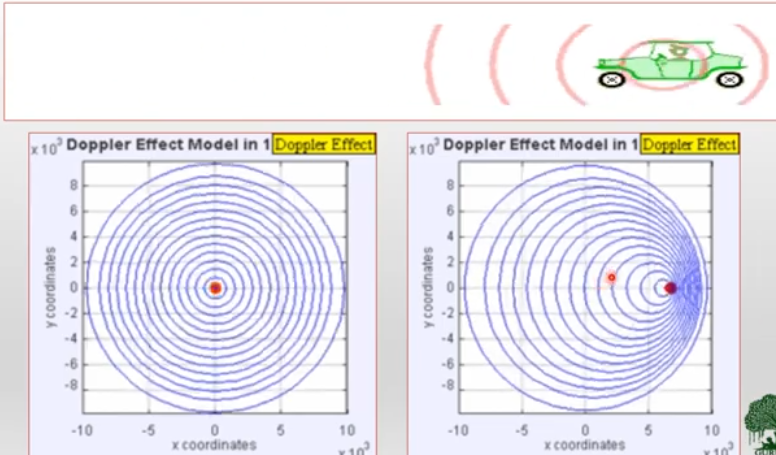 x 10³ Doppler Effect Model in 1 Doppler Effect
8
6
4
2
0
-2
-4
-6
-8
y coordinates
-10 -5 0 5 10
x coordinates
x 10³
x 10³ Doppler Effect Model in 1 Doppler Effect
8
6
4
2
0
-2
-4
-6
-8
y coordinates
-10 -5 0 5 10
x coordinates
x 10³